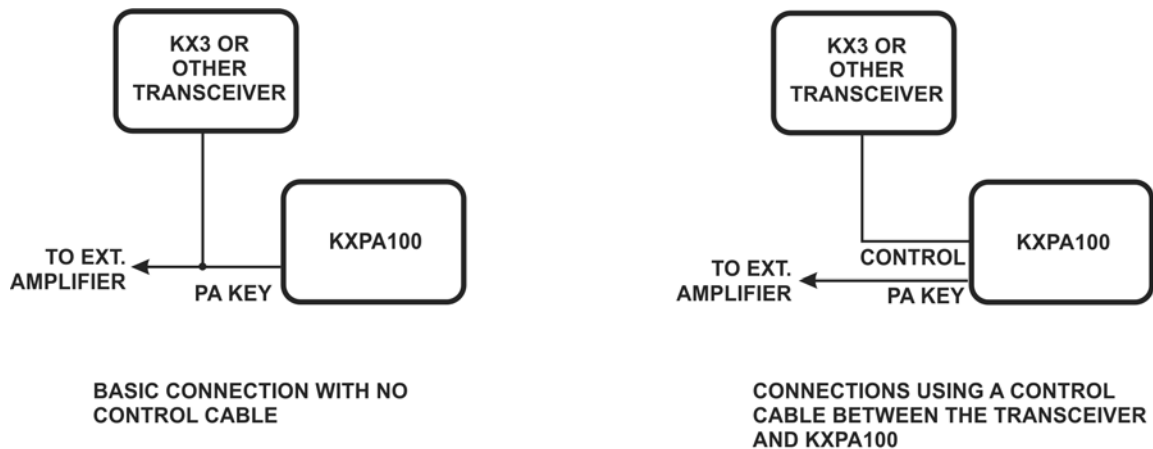 KX3 OR
OTHER
TRANSCEIVER
KXPA100
TO EXT.
AMPLIFIER
PA KEY
BASIC CONNECTION WITH NO
CONTROL CABLE
KX3 OR
OTHER
TRANSCEIVER
KXPA100
CONTROL
TO EXT.
AMPLIFIER
PA KEY
CONNECTIONS USING A CONTROL
CABLE BETWEEN THE TRANSCEIVER
AND KXPA100